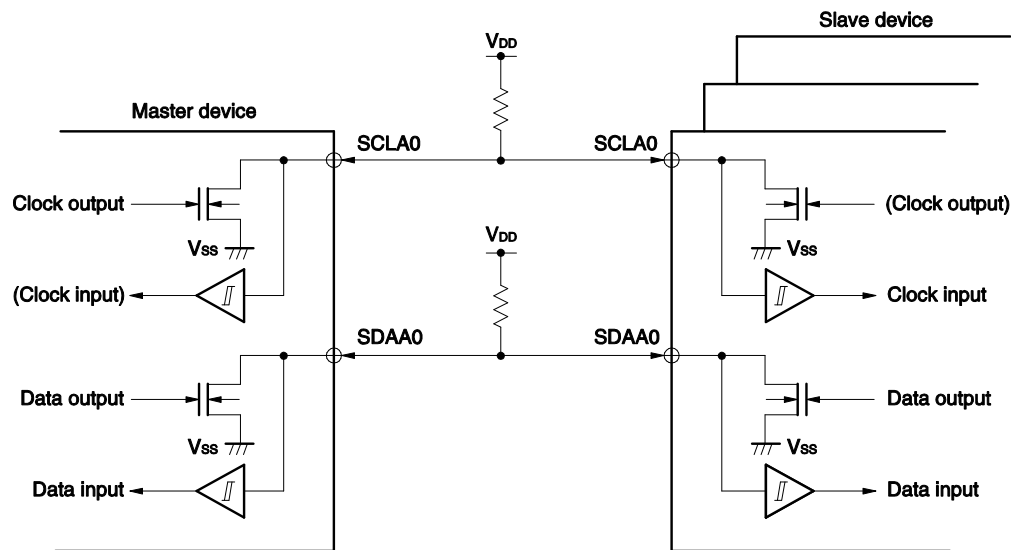 Slave device
VDD
Master device
SCLA0
SCLA0
Clock output
(Clock output)
VSS
VSS
VDD
(Clock input)
Clock input
SDAA0
SDAA0
Data output
Data output
VSS
VSS
Data input
Data input